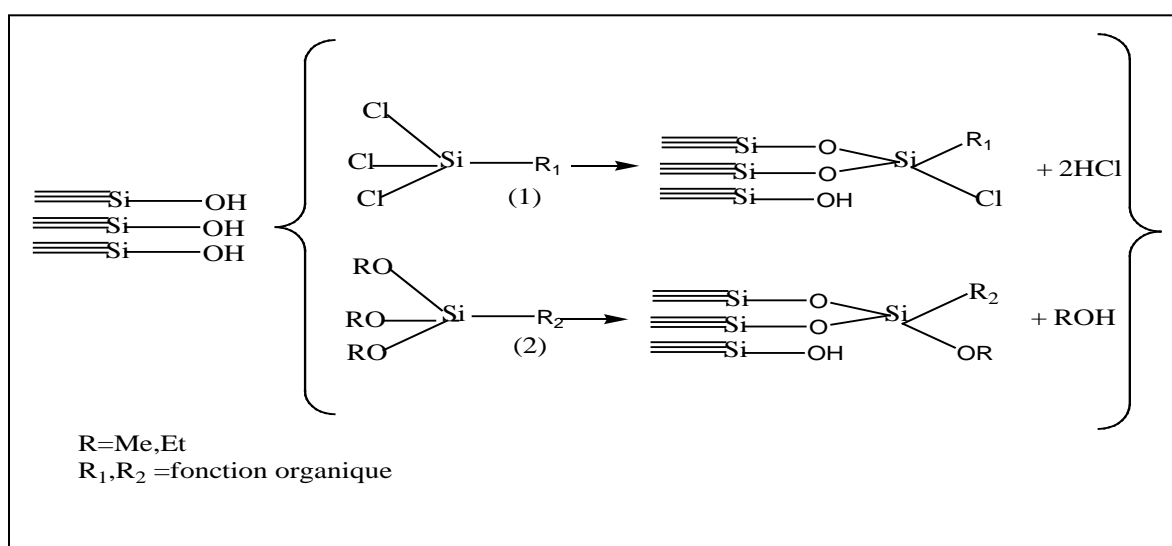 Si OH
Si OH
Si OH
Cl
Cl Si R₁
Cl
(1)
Si O R₁
Si O Si
Si OH Cl
+ 2HCl
RO
RO Si R₂
RO
(2)
Si O R₂
Si O Si
Si OH OR
+ ROH
R=Me,Et
R₁,R₂ =fonction organique